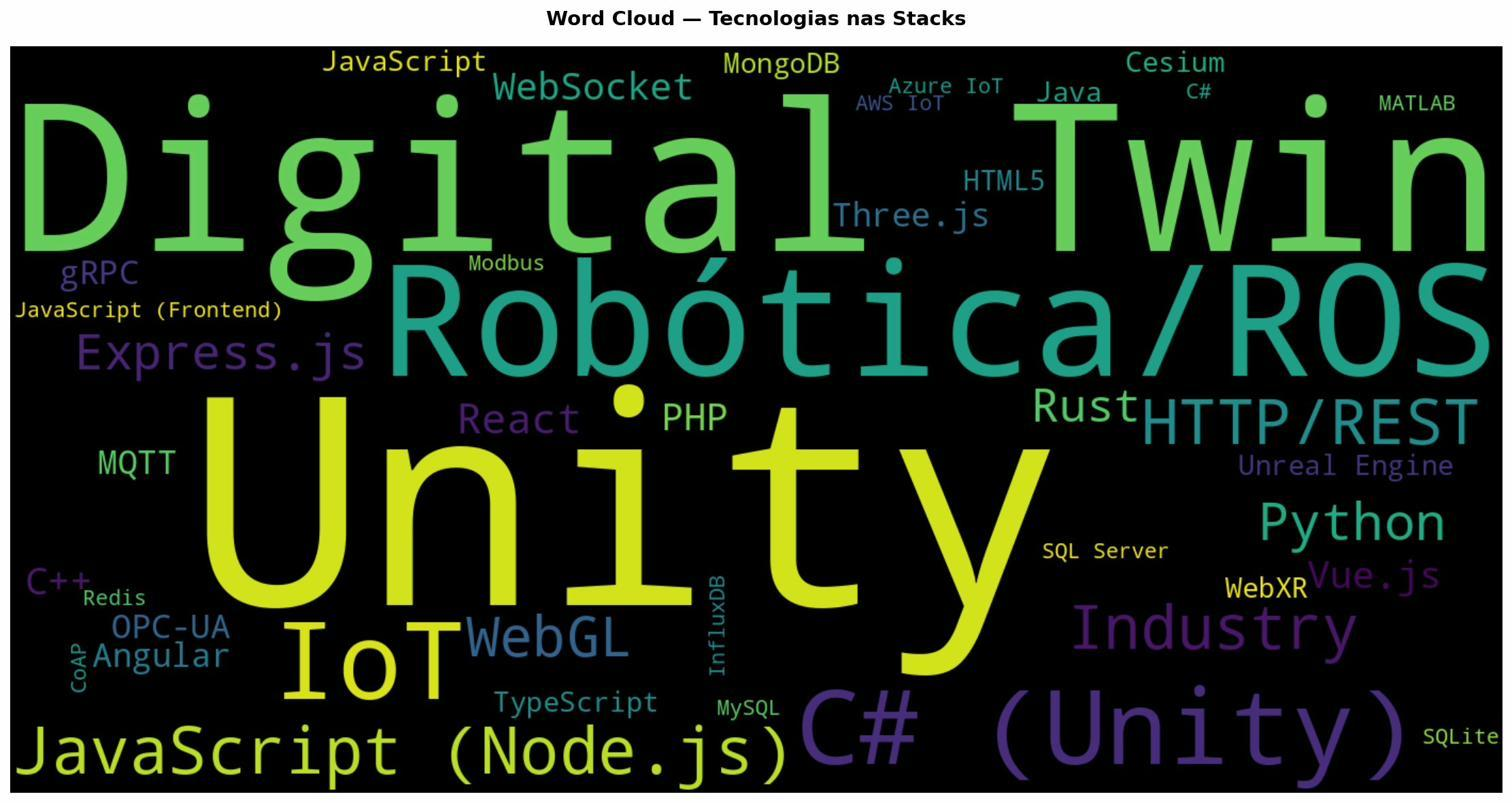 Word Cloud — Tecnologias nas Stacks
JavaScript
WebSocket
MongoDB
Azure IoT
AWS IoT
Java
Cesium
C#
MATLAB
Digital Twin
HTML5
Three.js
gRPC
Modbus
JavaScript (Frontend)
Robótica/ROS
Express.js
React
PHP
Rust
HTTP/REST
MQTT
Unity
Unreal Engine
Python
SQL Server
C++
Redis
WebXR
Vue.js
OPC-UA
Angular
CoAP
IoT
WebGL
InfluxDB
Industry
TypeScript
MySQL
JavaScript (Node.js)
C# (Unity)
SQLite